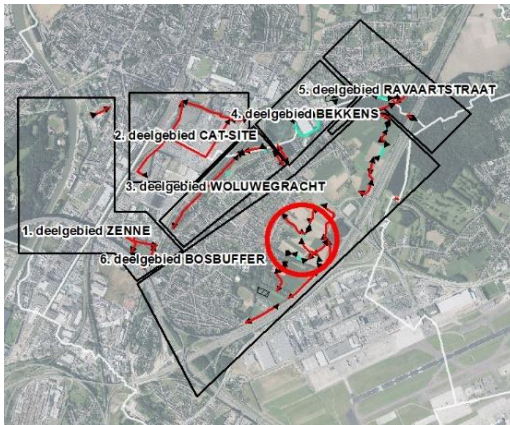 5. deelgebied RAVAARTSTRAAT
4. deelgebied BEKKENS
2. deelgebied CAT-SITE
3. deelgebied WOLUWEGRACHT
1. deelgebied ZENNE
6. deelgebied BOSBUFFER